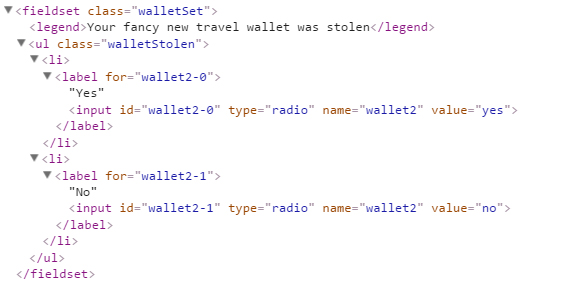 ▼<fieldset class="walletSet">
<legend>Your fancy new travel wallet was stolen</legend>
▼<ul class="walletStolen">
▼<li>
▼<label for="wallet2-0">
"Yes"
<input id="wallet2-0" type="radio" name="wallet2" value="yes">
</label>
</li>
▼<li>
▼<label for="wallet2-1">
"No"
<input id="wallet2-1" type="radio" name="wallet2" value="no">
</label>
</li>
</ul>
</fieldset>